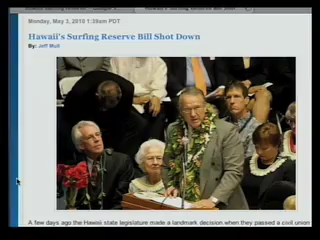 Monday, May 3, 2010 1:39am PDT
Hawaii's Surfing Reserve Bill Shot Down
By: Jeff Mull
A few days ago the Hawaii state legislature made a landmark decision when they passed a civil union